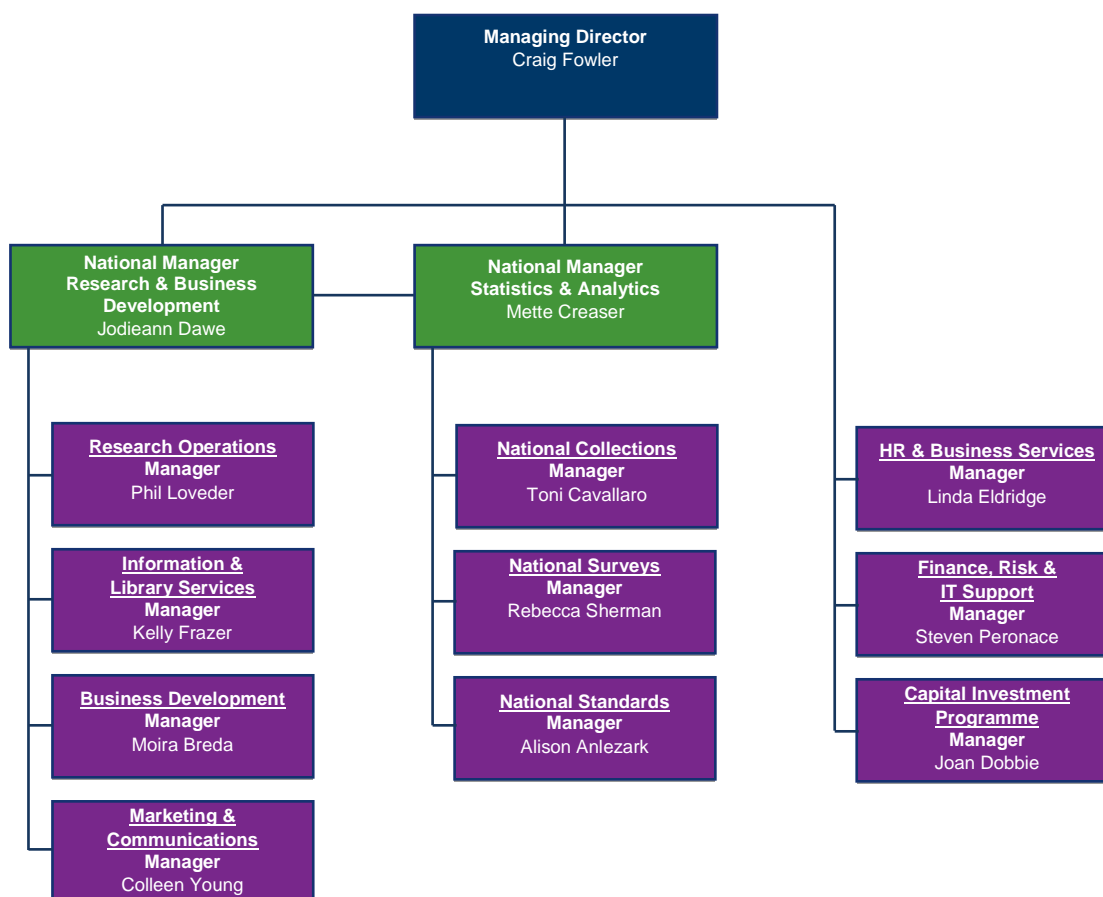 Managing Director
Craig Fowler
National Manager
Research & Business
Development
Jodieann Dawe
National Manager
Statistics & Analytics
Mette Creaser
Research Operations
Manager
Phil Loveder
Information &
Library Services
Manager
Kelly Frazer
Business Development
Manager
Moira Breda
Marketing &
Communications
Manager
Colleen Young
National Collections
Manager
Toni Cavallaro
National Surveys
Manager
Rebecca Sherman
National Standards
Manager
Alison Anlezark
HR & Business Services
Manager
Linda Eldridge
Finance, Risk &
IT Support
Manager
Steven Peronace
Capital Investment
Programme
Manager
Joan Dobbie